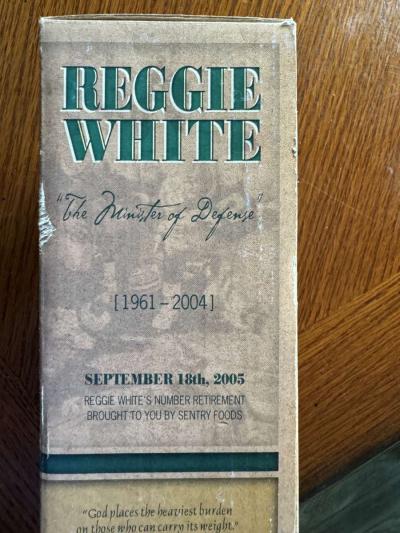 REGGIE
WHITE
"The Minister of Defense"
[1961 – 2004]
SEPTEMBER 18th, 2005
REGGIE WHITE'S NUMBER RETIREMENT
BROUGHT TO YOU BY SENTRY FOODS
"God places the heaviest burden
on those who can carry its weight."